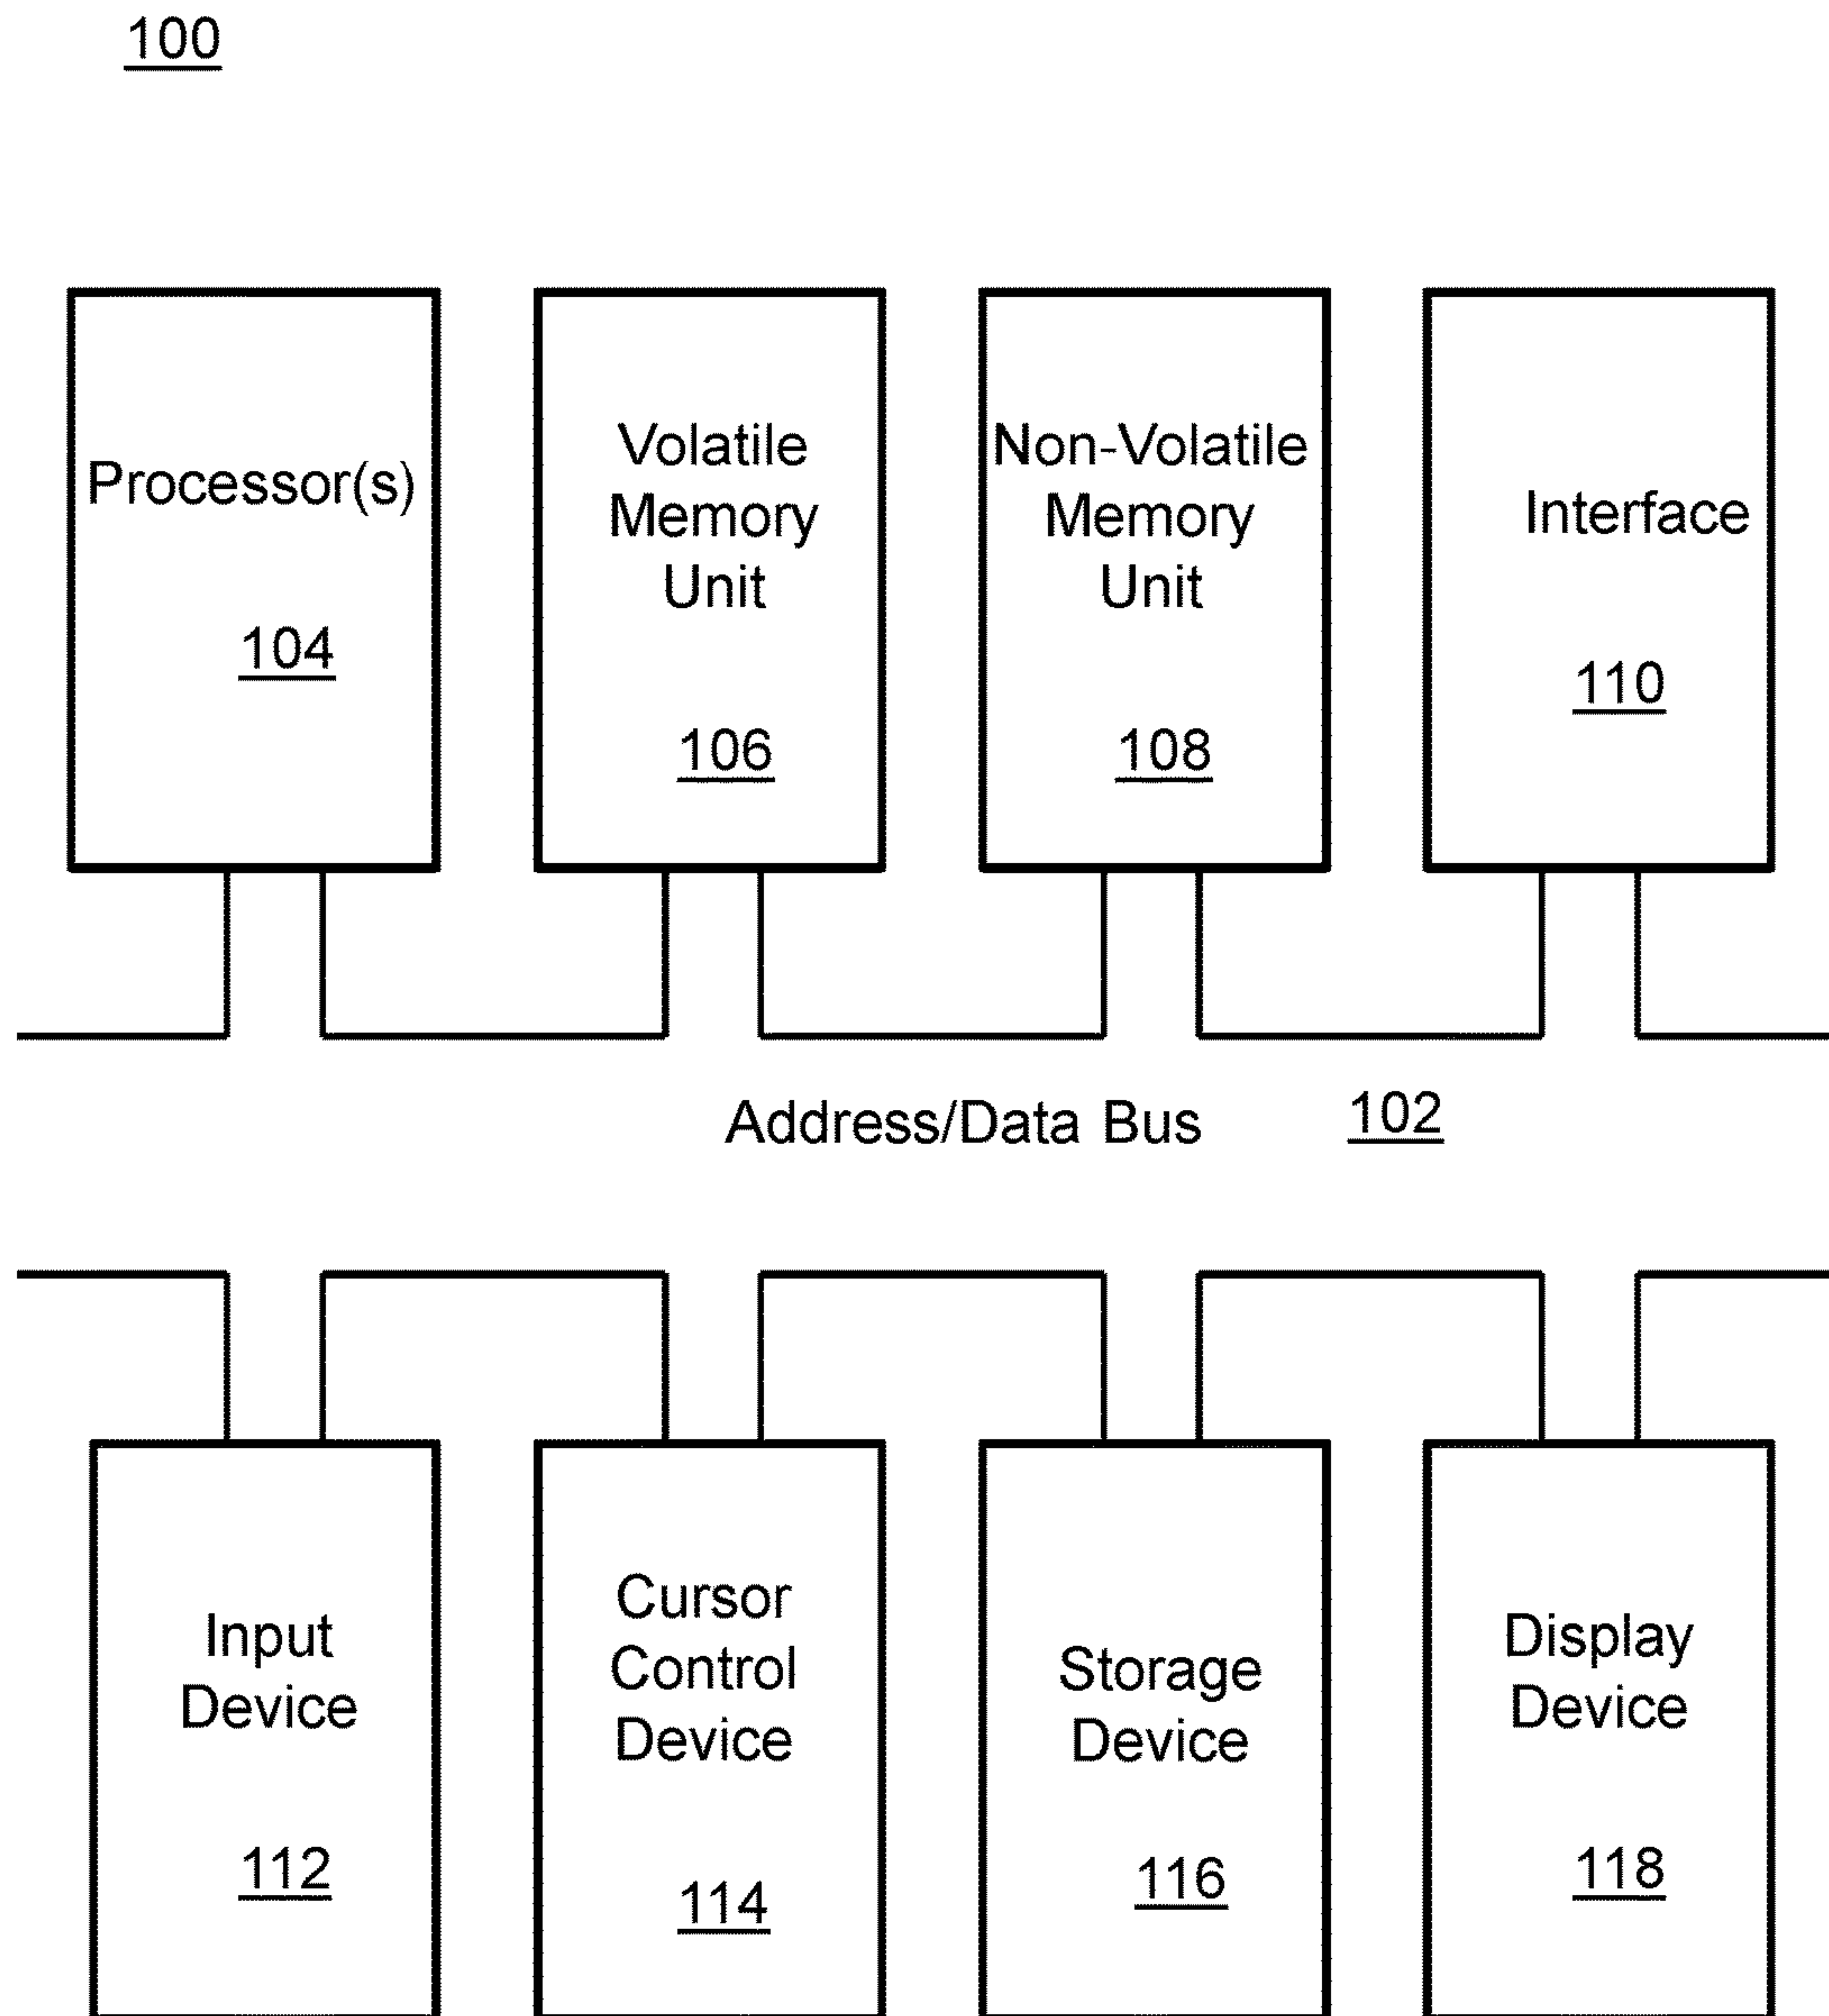 100
Processor(s)
104
Volatile
Memory
Unit
106
Non-Volatile
Memory
Unit
108
Interface
110
Address/Data Bus 102
Input
Device
112
Cursor
Control
Device
114
Storage
Device
116
Display
Device
118